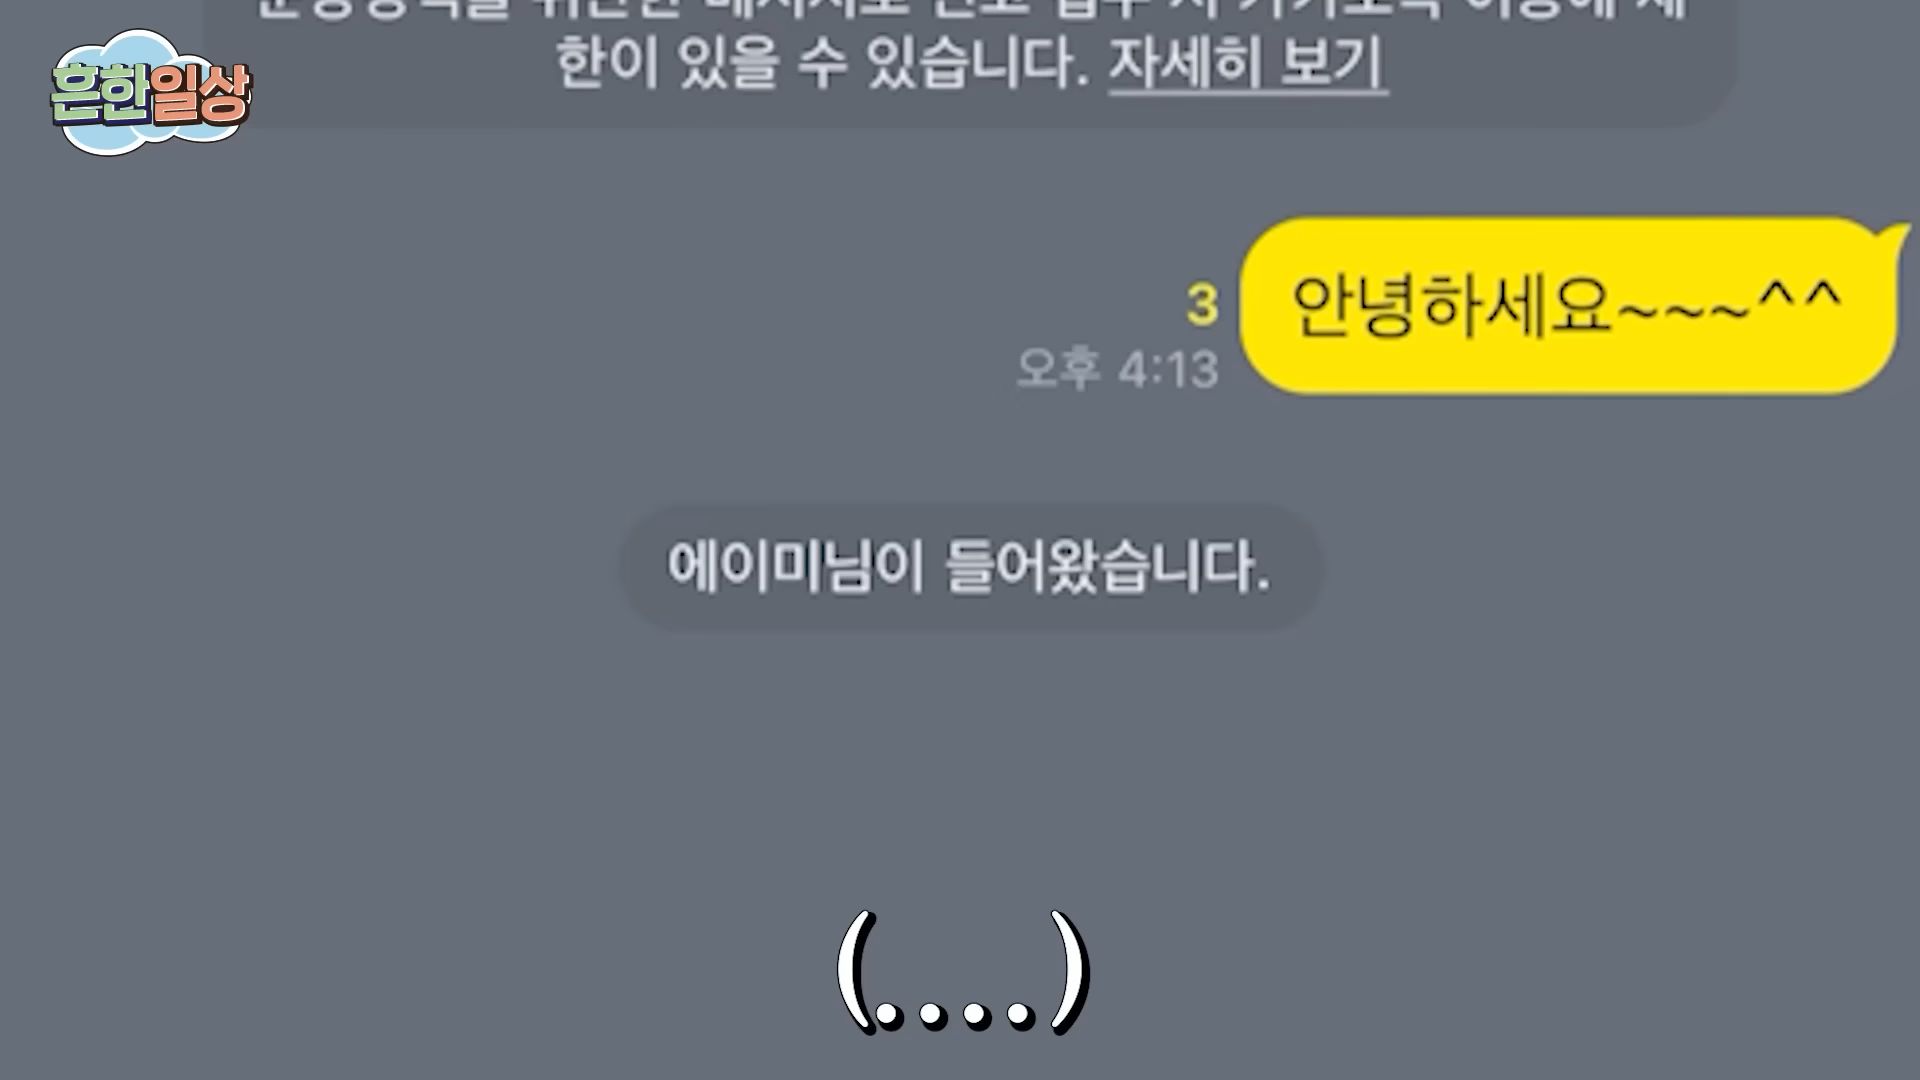 흔한일상
한이 있을 수 있습니다. 자세히 보기
3
안녕하세요~~~^^
오후 4:13
에이미님이 들어왔습니다.
(....)